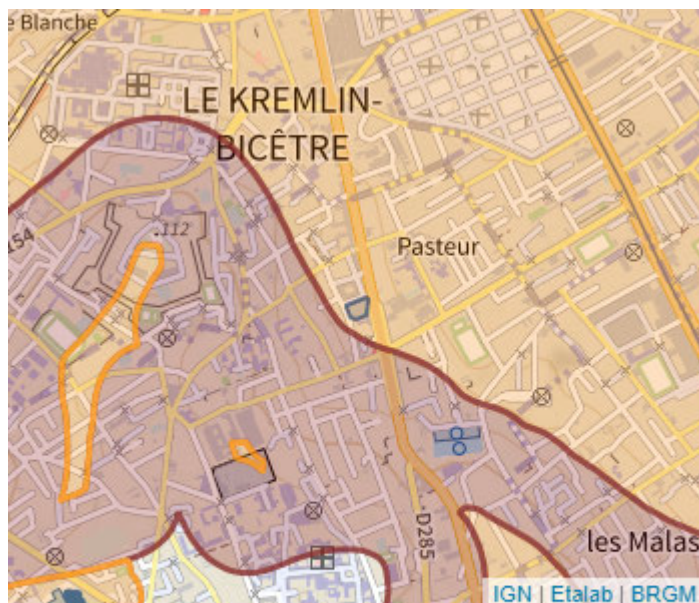 e Blanche
LE KREMLIN-
BICÊTRE
.112
154
Pasteur
D285
les Malas
IGN | Etalab | BRGM